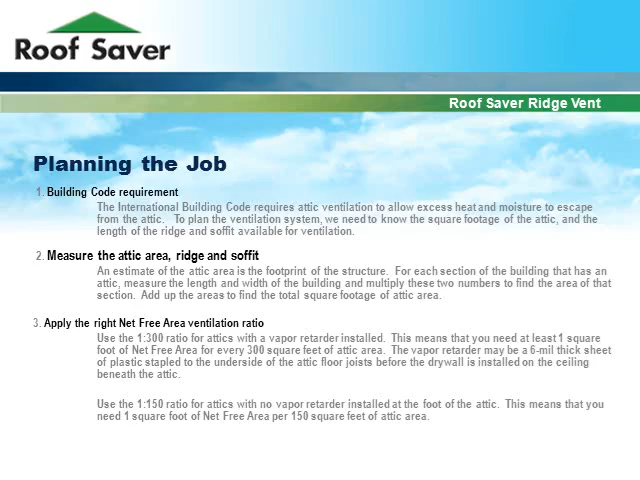 Roof Saver
Roof Saver Ridge Vent
Planning the Job
1. Building Code requirement
The International Building Code requires attic ventilation to allow excess heat and moisture to escape
from the attic. To plan the ventilation system, we need to know the square footage of the attic, and the
length of the ridge and soffit available for ventilation.
2. Measure the attic area, ridge and soffit
An estimate of the attic area is the footprint of the structure. For each section of the building that has an
attic, measure the length and width of the building and multiply these two numbers to find the area of that
section. Add up the areas to find the total square footage of attic area.
3. Apply the right Net Free Area ventilation ratio
Use the 1:300 ratio for attics with a vapor retarder installed. This means that you need at least 1 square
foot of Net Free Area for every 300 square feet of attic area. The vapor retarder may be a 6-mil thick sheet
of plastic stapled to the underside of the attic floor joists before the drywall is installed on the ceiling
beneath the attic.
Use the 1:150 ratio for attics with no vapor retarder installed at the foot of the attic. This means that you
need 1 square foot of Net Free Area per 150 square feet of attic area.